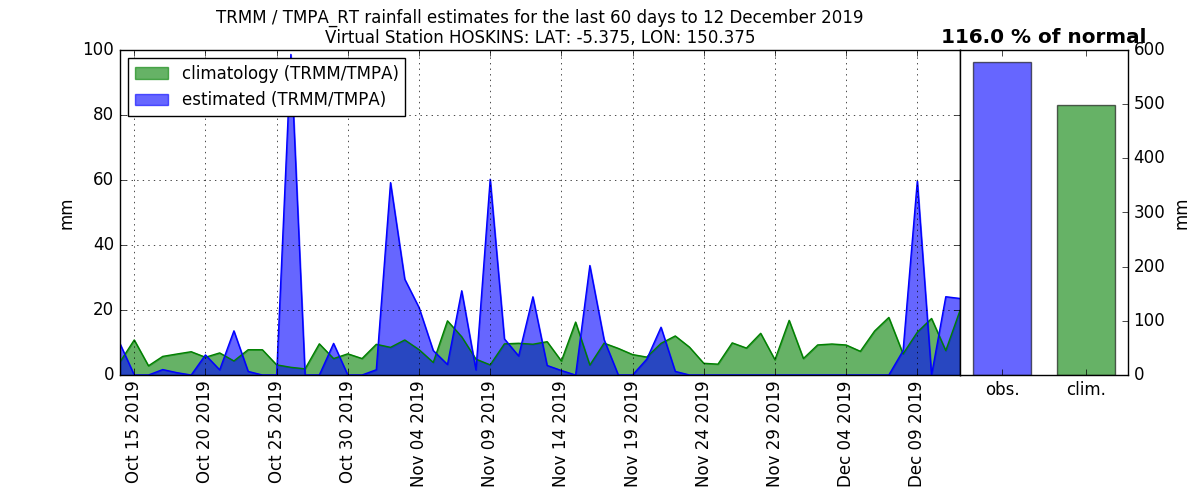 TRMM / TMPA_RT rainfall estimates for the last 60 days to 12 December 2019
Virtual Station HOSKINS: LAT: -5.375, LON: 150.375
116.0 % of normal
climatology (TRMM/TMPA)
estimated (TRMM/TMPA)
100
80
60
40
20
0
mm
600
500
400
300
200
100
0
mm
obs.
clim.
Oct 15 2019
Oct 20 2019
Oct 25 2019
Oct 30 2019
Nov 04 2019
Nov 09 2019
Nov 14 2019
Nov 19 2019
Nov 24 2019
Nov 29 2019
Dec 04 2019
Dec 09 2019